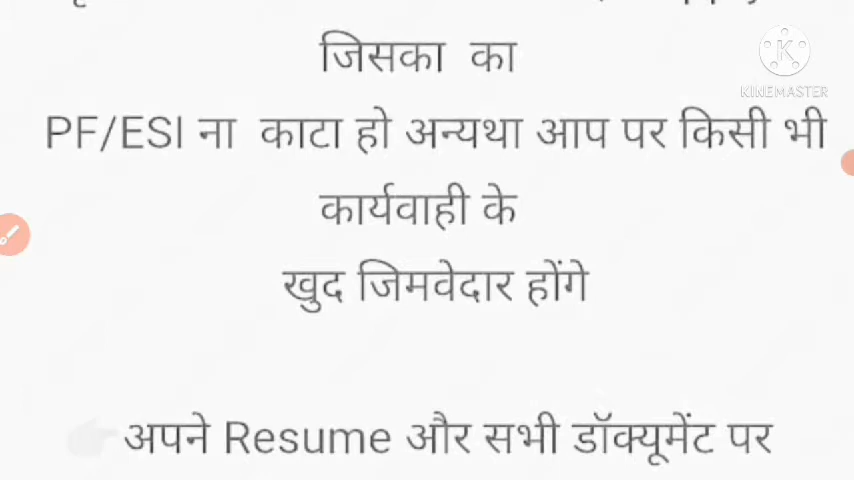 जिसका का
KINEMASTER
PF/ESI ना काटा हो अन्यथा आप पर किसी भी
कार्यवाही के
खुद जिमवेदार होंगे
अपने Resume और सभी डॉक्यूमेंट पर